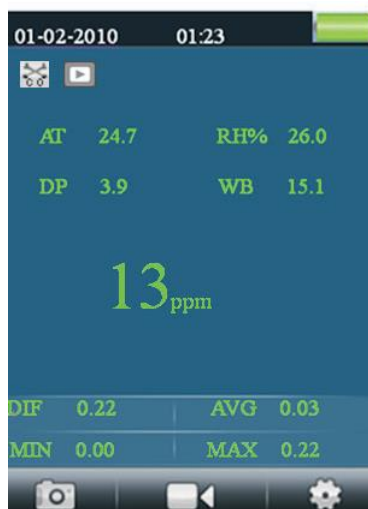 01-02-2010 01:23
AT 24.7 RH% 26.0
DP 3.9 WB 15.1
13ppm
DIF 0.22 AVG 0.03
MIN 0.00 MAX 0.22